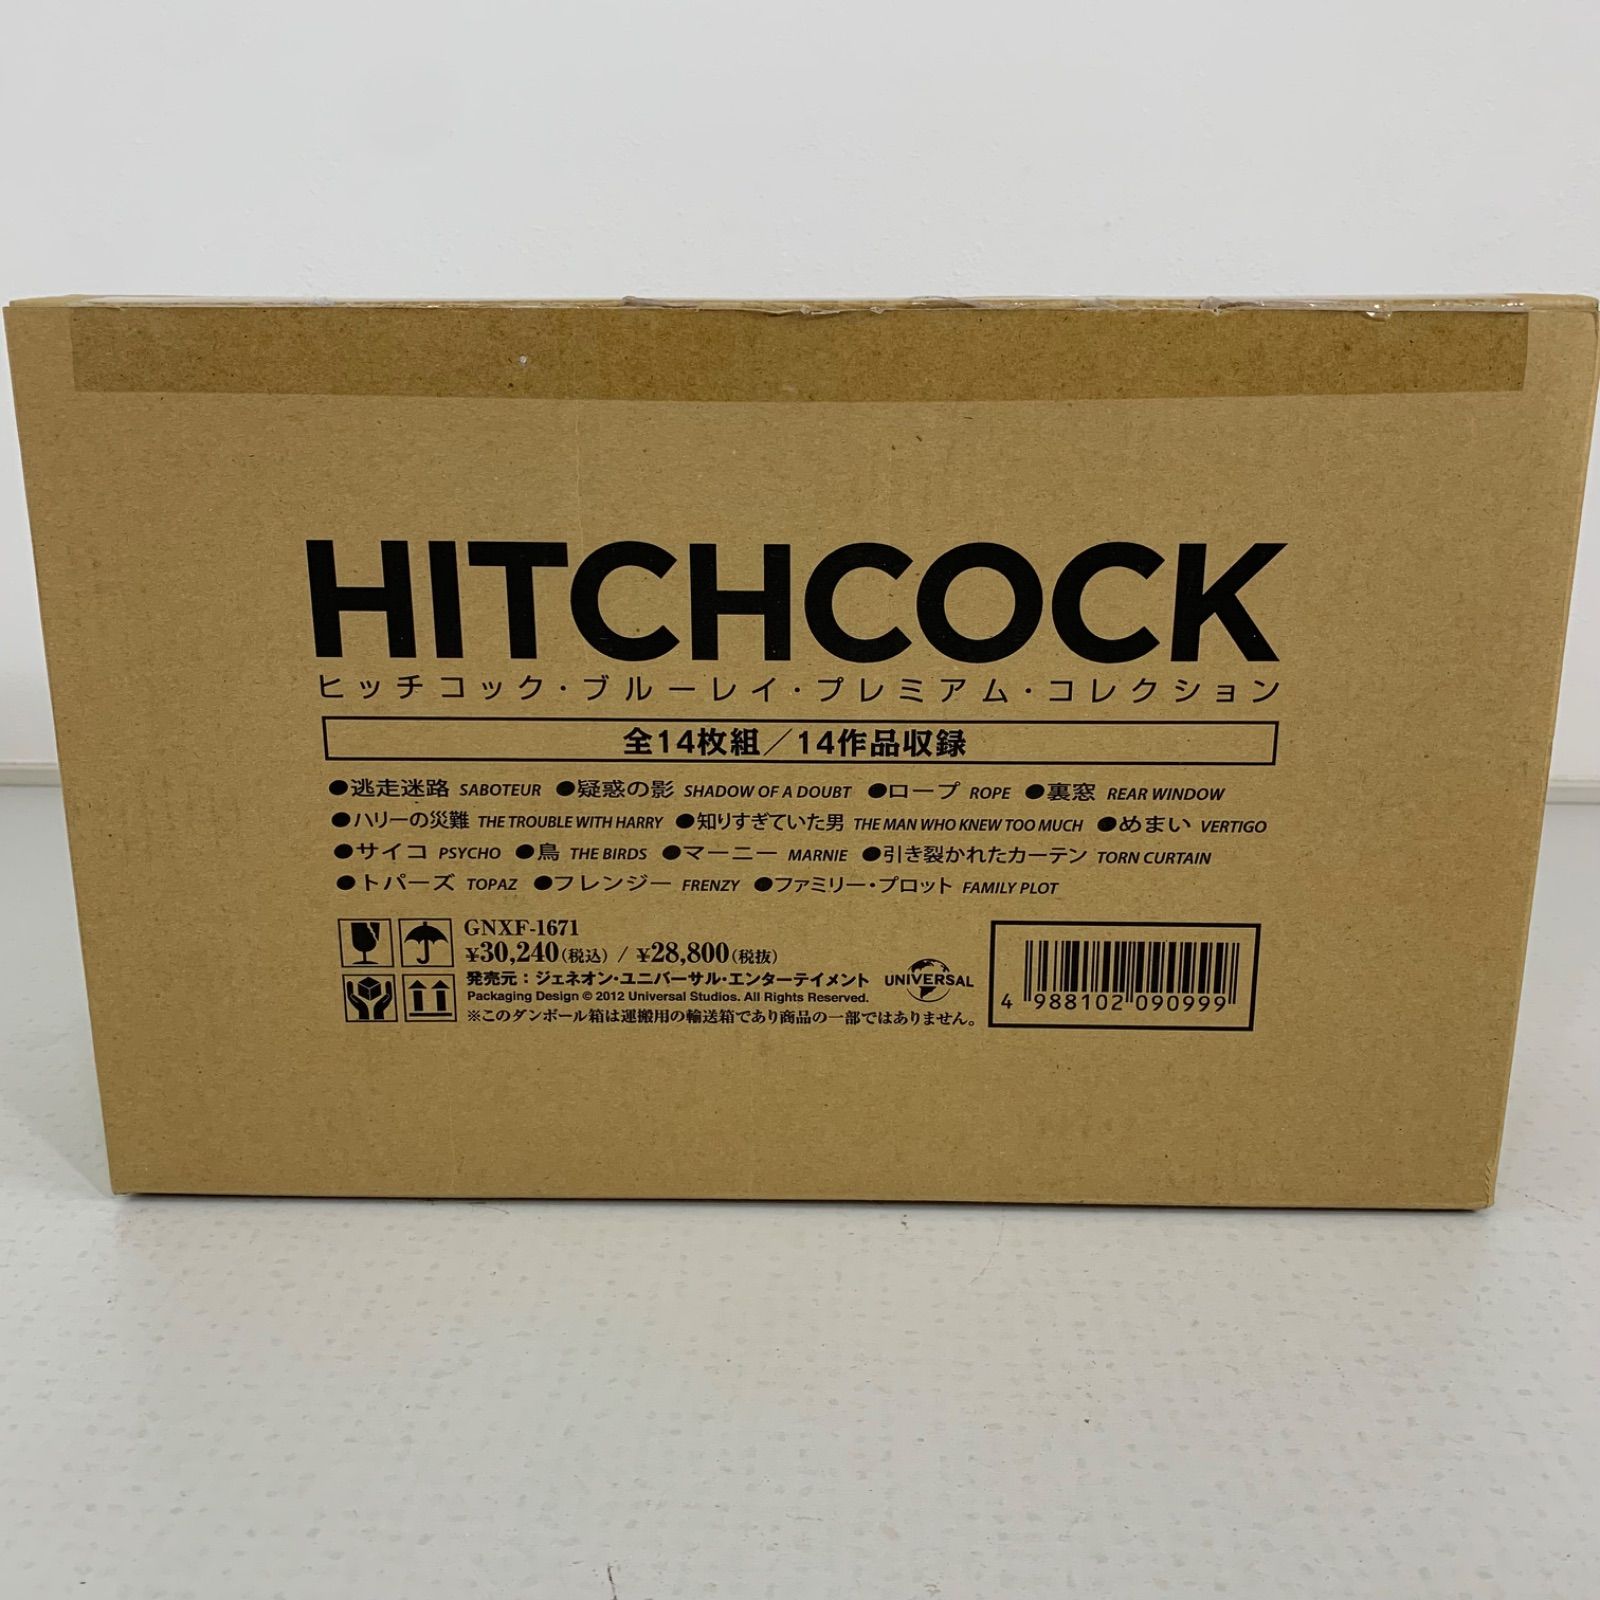 HITCHCOCK
ヒッチコック・ブルーレイ・プレミアム・コレクション
全14枚組／14作品収録
●逃走迷路 SABOTEUR ●疑惑の影 SHADOW OF A DOUBT ●ロープ ROPE ●裏窓 REAR WINDOW
●ハリーの災難 THE TROUBLE WITH HARRY ●知りすぎていた男 THE MAN WHO KNEW TOO MUCH ●めまい VERTIGO
●サイコ PSYCHO ●鳥 THE BIRDS ●マーニー MARNIE ●引き裂かれたカーテン TORN CURTAIN
●トパーズ TOPAZ ●フレンジー FRENZY ●ファミリー・プロット FAMILY PLOT
GNXF-1671
¥30,240(税込) / ¥28,800(税抜)
発売元：ジェネオン・ユニバーサル・エンターテイメント
Packaging Design © 2012 Universal Studios. All Rights Reserved.
※このダンボール箱は運搬用の輸送箱であり商品の一部ではありません。
UNIVERSAL
4 988102 090999